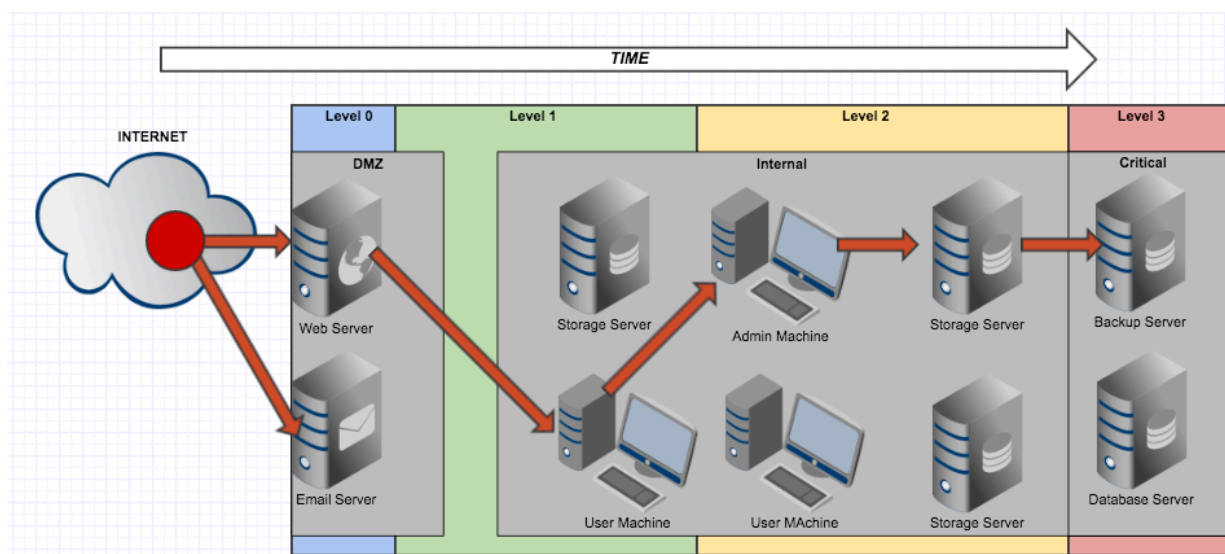 TIME
Level 0
Level 1
Level 2
Level 3
INTERNET
DMZ
Internal
Critical
Web Server
Storage Server
Admin Machine
Storage Server
Backup Server
Email Server
User Machine
User MAchine
Storage Server
Database Server